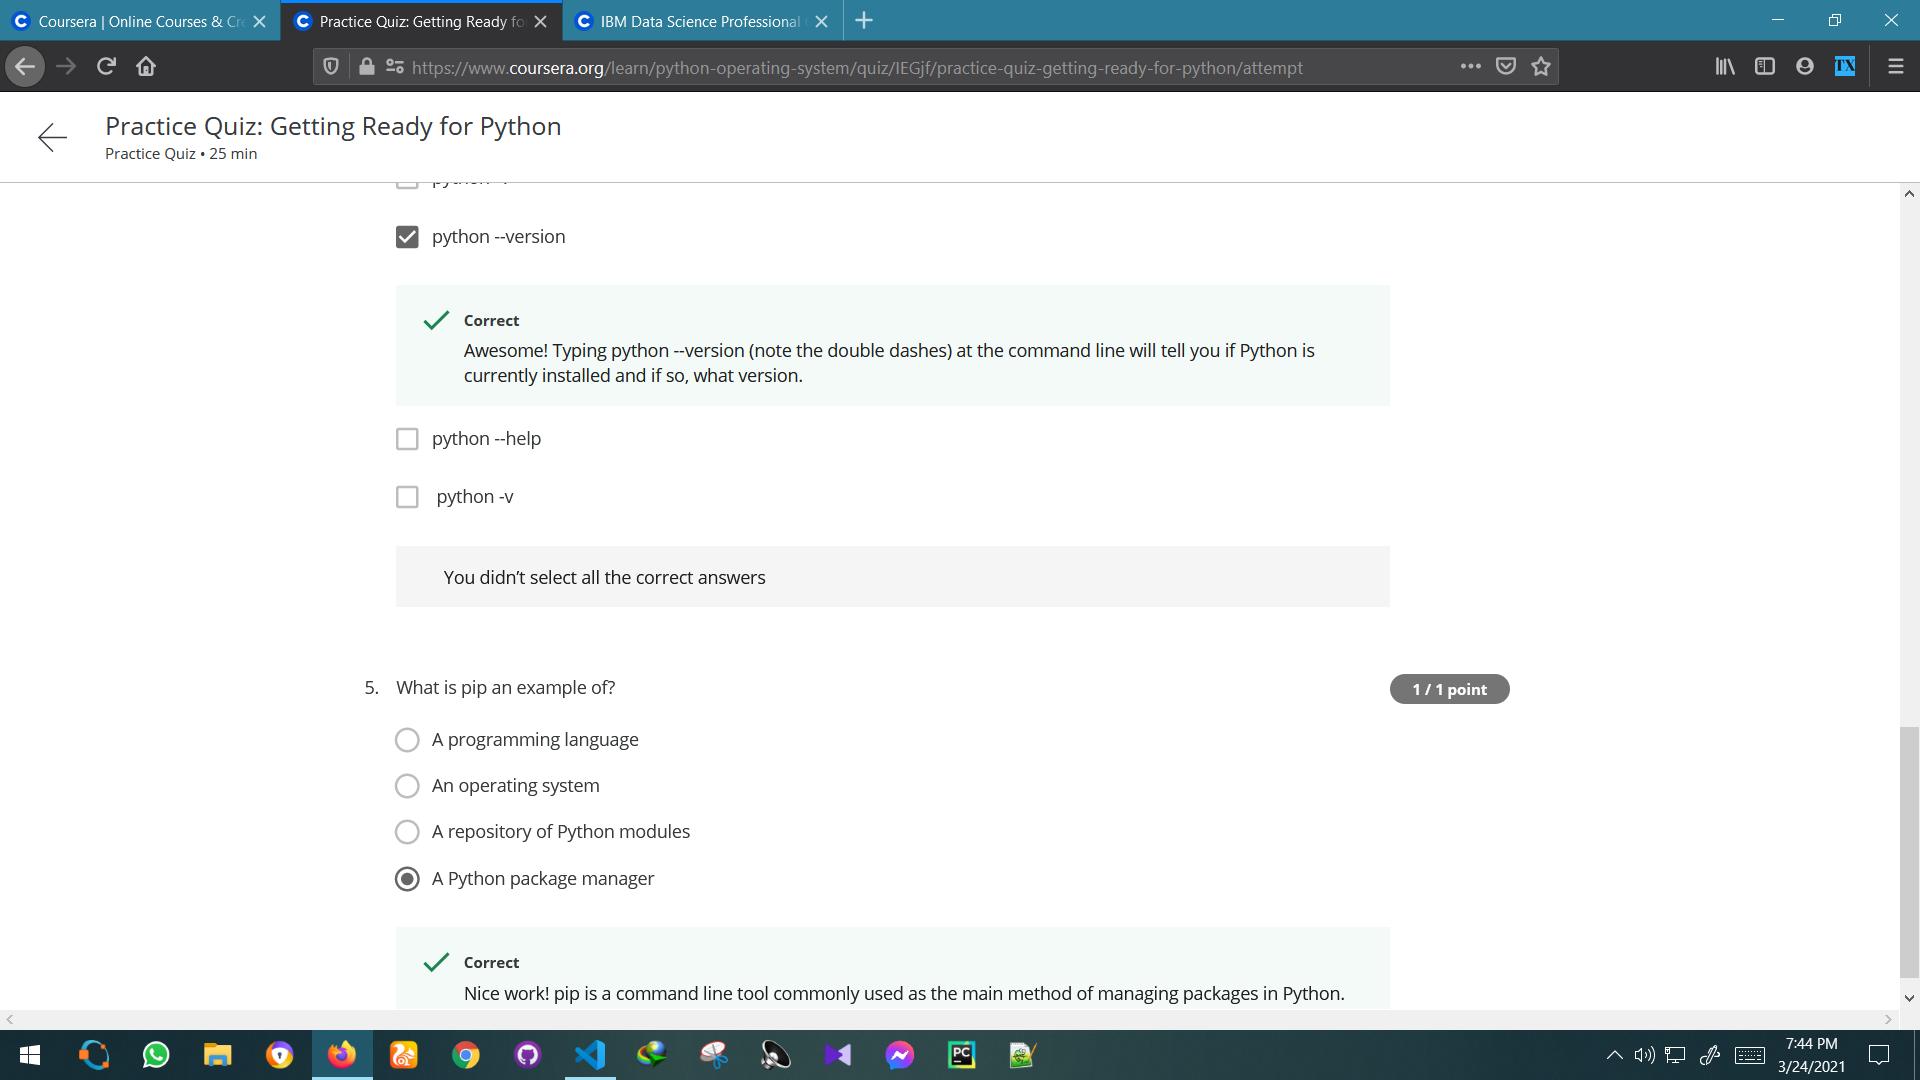 Coursera | Online Courses & Cre
Practice Quiz: Getting Ready fo
IBM Data Science Professional
https://www.coursera.org/learn/python-operating-system/quiz/IEGjf/practice-quiz-getting-ready-for-python/attempt
TX
Practice Quiz: Getting Ready for Python
Practice Quiz • 25 min
python --version
Correct
Awesome! Typing python --version (note the double dashes) at the command line will tell you if Python is
currently installed and if so, what version.
python --help
python -v
You didn’t select all the correct answers
5. What is pip an example of?
1 / 1 point
A programming language
An operating system
A repository of Python modules
A Python package manager
Correct
Nice work! pip is a command line tool commonly used as the main method of managing packages in Python.
PC
7:44 PM
3/24/2021